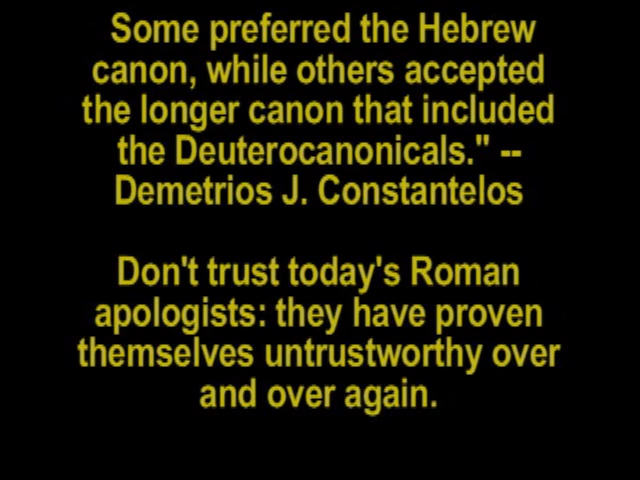 Some preferred the Hebrew
canon, while others accepted
the longer canon that included
the Deuterocanonicals." --
Demetrios J. Constantelos
Don't trust today's Roman
apologists: they have proven
themselves untrustworthy over
and over again.